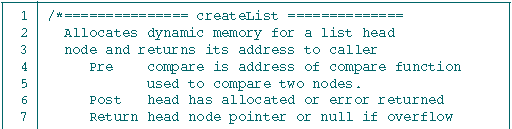 1 /*=============== createList ==============
2 Allocates dynamic memory for a list head
3 node and returns its address to caller
4 Pre compare is address of compare function
5 used to compare two nodes.
6 Post head has allocated or error returned
7 Return head node pointer or null if overflow